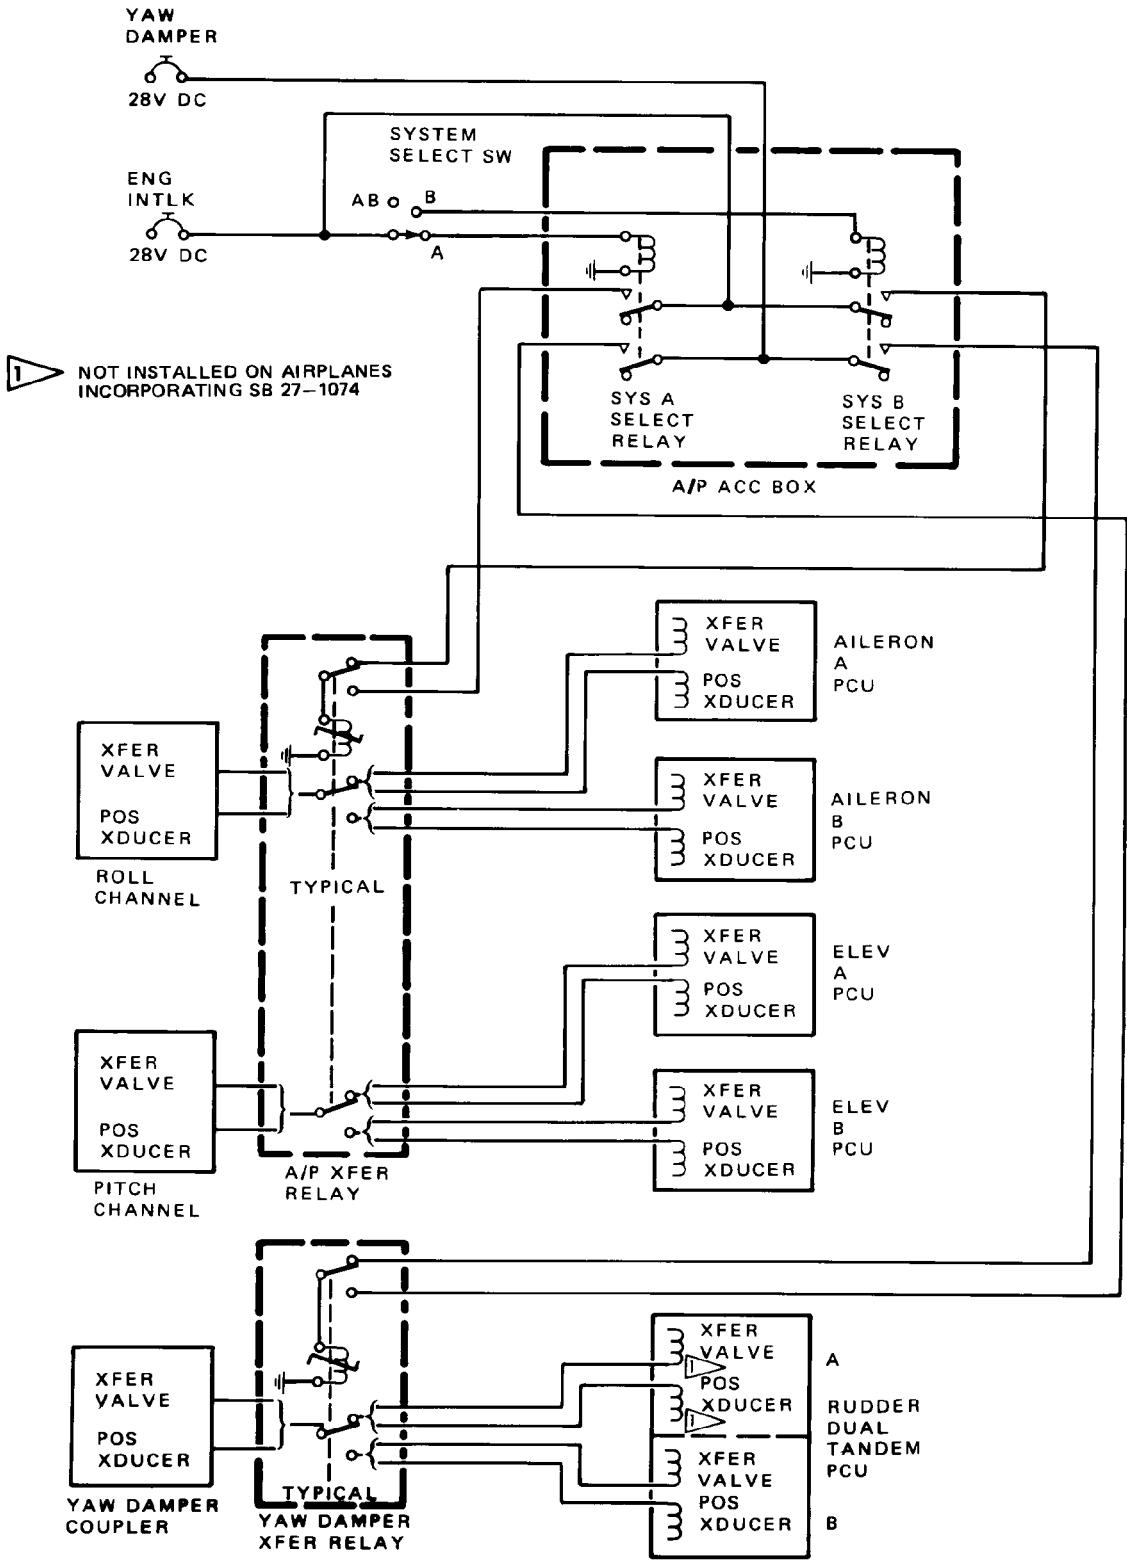 YAW
DAMPER
28V DC
SYSTEM
SELECT SW
ENG
INTLK
28V DC
AB
B
A
1
NOT INSTALLED ON AIRPLANES
INCORPORATING SB 27-1074
SYS A
SELECT
RELAY
SYS B
SELECT
RELAY
A/P ACC BOX
XFER
VALVE
POS
XDUCER
AILERON
A
PCU
XFER
VALVE
POS
XDUCER
ROLL
CHANNEL
XFER
VALVE
POS
XDUCER
AILERON
B
PCU
TYPICAL
XFER
VALVE
POS
XDUCER
ELEV
A
PCU
XFER
VALVE
POS
XDUCER
PITCH
CHANNEL
XFER
VALVE
POS
XDUCER
ELEV
B
PCU
A/P XFER
RELAY
XFER
VALVE
1
POS
XDUCER
1
A
RUDDER
DUAL
TANDEM
PCU
XFER
VALVE
POS
XDUCER
B
XFER
VALVE
POS
XDUCER
YAW DAMPER
COUPLER
TYPICAL
YAW DAMPER
XFER RELAY